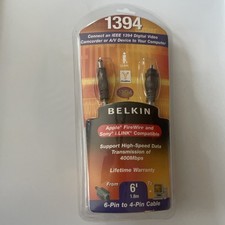 1394
Connect an IEEE 1394 Digital Video
Camcorder or A/V Device to Your Computer
BELKIN
Apple® FireWire and
Sony® i.LINK™ Compatible
Support High-Speed Data
Transmission of
400Mbps
Lifetime Warranty
From
6'
1.8m
6-Pin to 4-Pin Cable